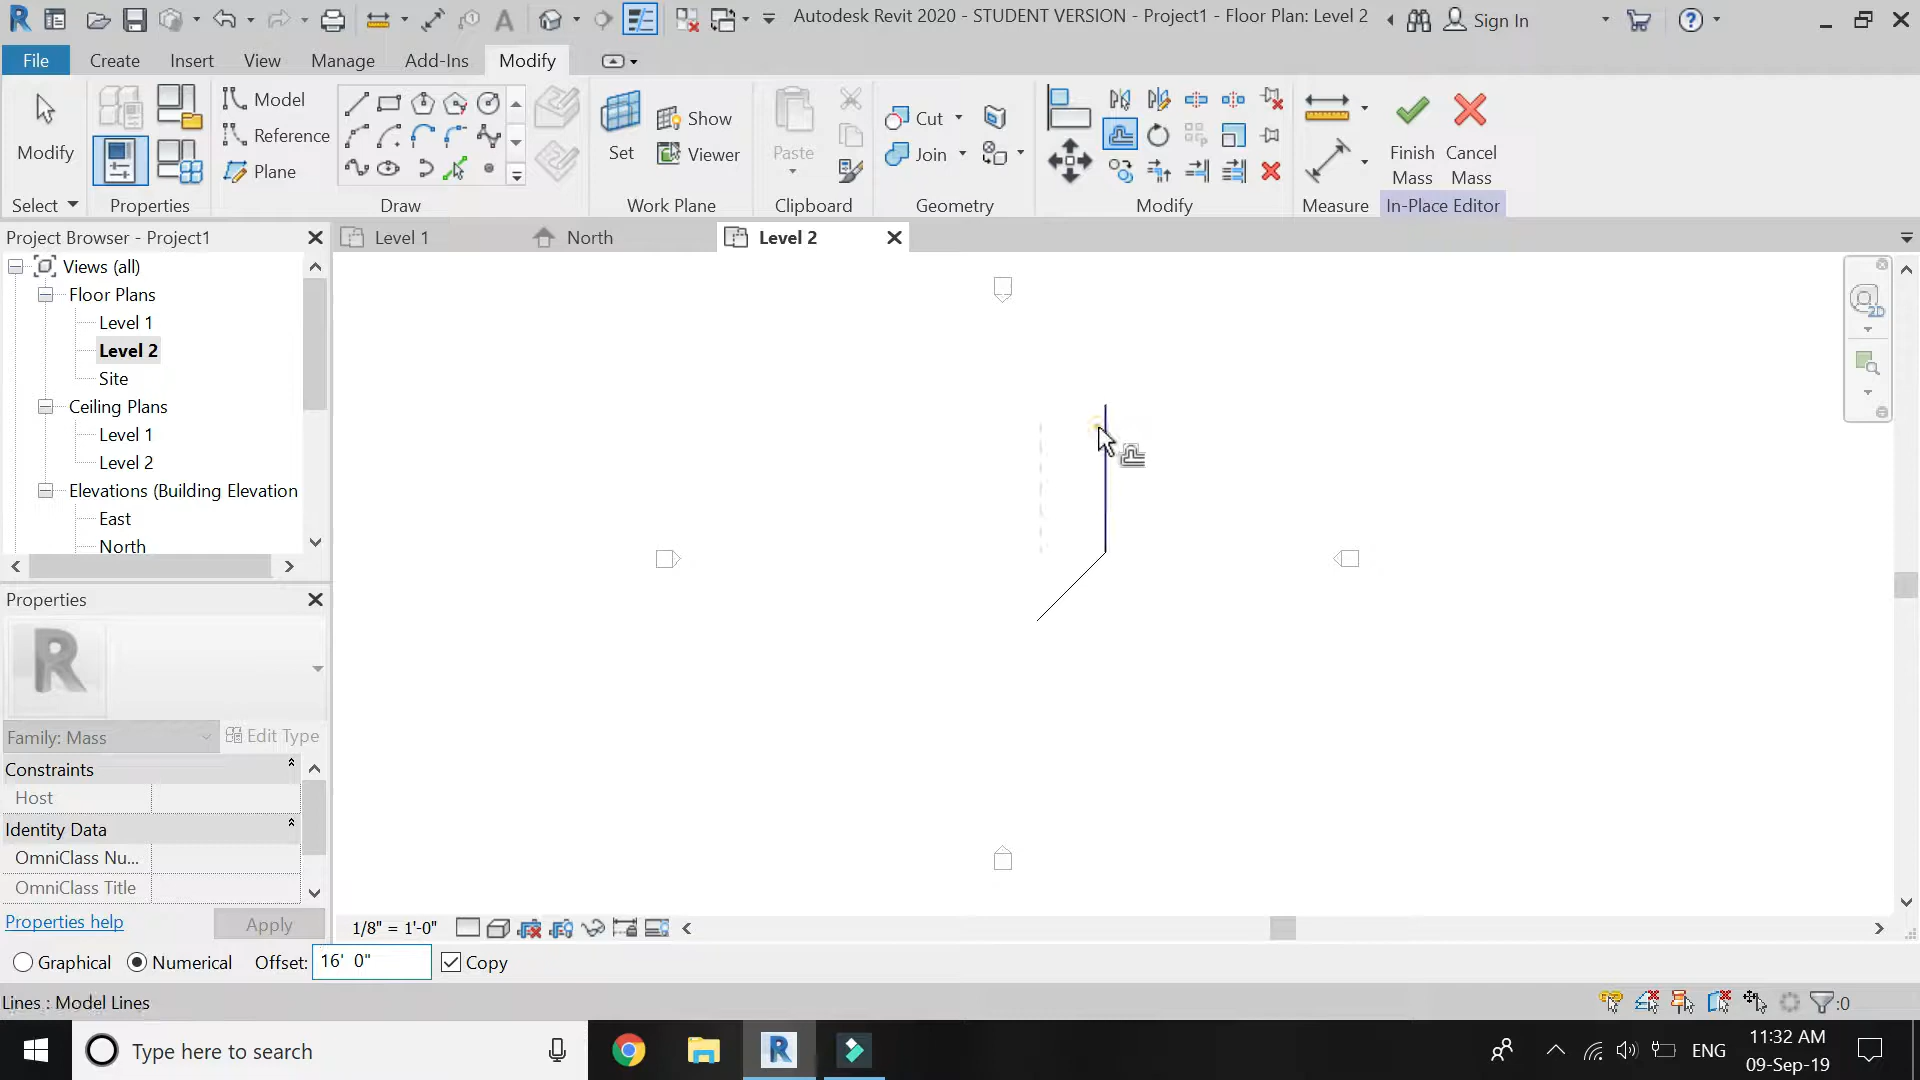 Autodesk Revit 2020 - STUDENT VERSION - Project1 - Floor Plan: Level 2
Sign In
File
Create
Insert
View
Manage
Add-Ins
Modify
Modify
Select
Properties
Model
Reference
Plane
Draw
Set
Show
Viewer
Work Plane
Paste
Clipboard
Cut
Join
Geometry
Modify
Measure
Finish
Mass
Cancel
Mass
In-Place Editor
Project Browser - Project1
Level 1
North
Level 2
Views (all)
Floor Plans
Level 1
Level 2
Site
Ceiling Plans
Level 1
Level 2
Elevations (Building Elevation
East
North
2D
Properties
R
Family: Mass
Edit Type
Constraints
Host
Identity Data
OmniClass Nu...
OmniClass Title
Properties help
Apply
1/8" = 1'-0"
Graphical
Numerical
Offset:
16'  0"
Copy
Lines : Model Lines
:0
Type here to search
ENG
11:32 AM
09-Sep-19